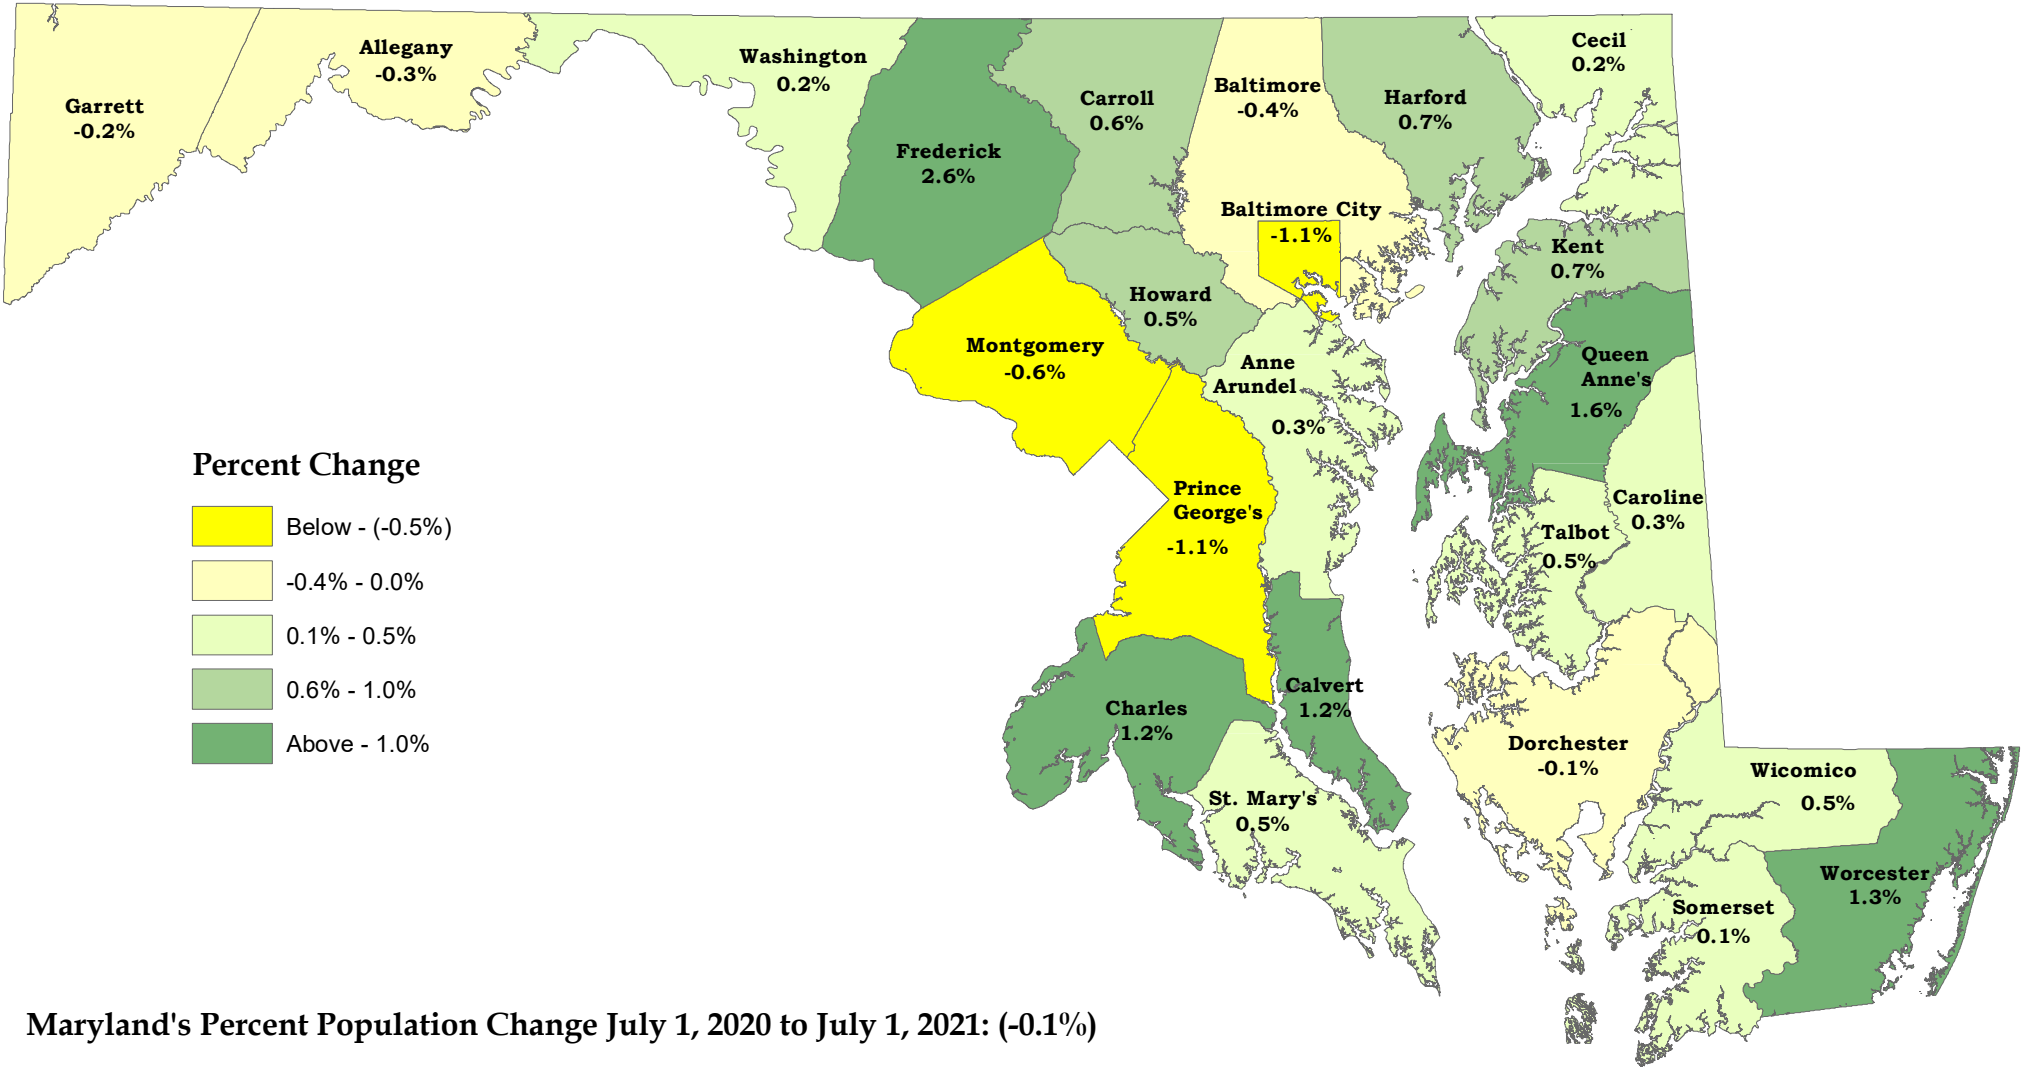 Garrett
-0.2%
Allegany
-0.3%
Washington
0.2%
Frederick
2.6%
Carroll
0.6%
Baltimore
-0.4%
Harford
0.7%
Cecil
0.2%
Baltimore City
-1.1%
Kent
0.7%
Howard
0.5%
Montgomery
-0.6%
Anne
Arundel
0.3%
Queen
Anne's
1.6%
Prince
George's
-1.1%
Caroline
0.3%
Talbot
0.5%
Calvert
1.2%
Charles
1.2%
St. Mary's
0.5%
Dorchester
-0.1%
Wicomico
0.5%
Worcester
1.3%
Somerset
0.1%
Percent Change
Below - (-0.5%)
-0.4% - 0.0%
0.1% - 0.5%
0.6% - 1.0%
Above - 1.0%
Maryland's Percent Population Change July 1, 2020 to July 1, 2021: (-0.1%)